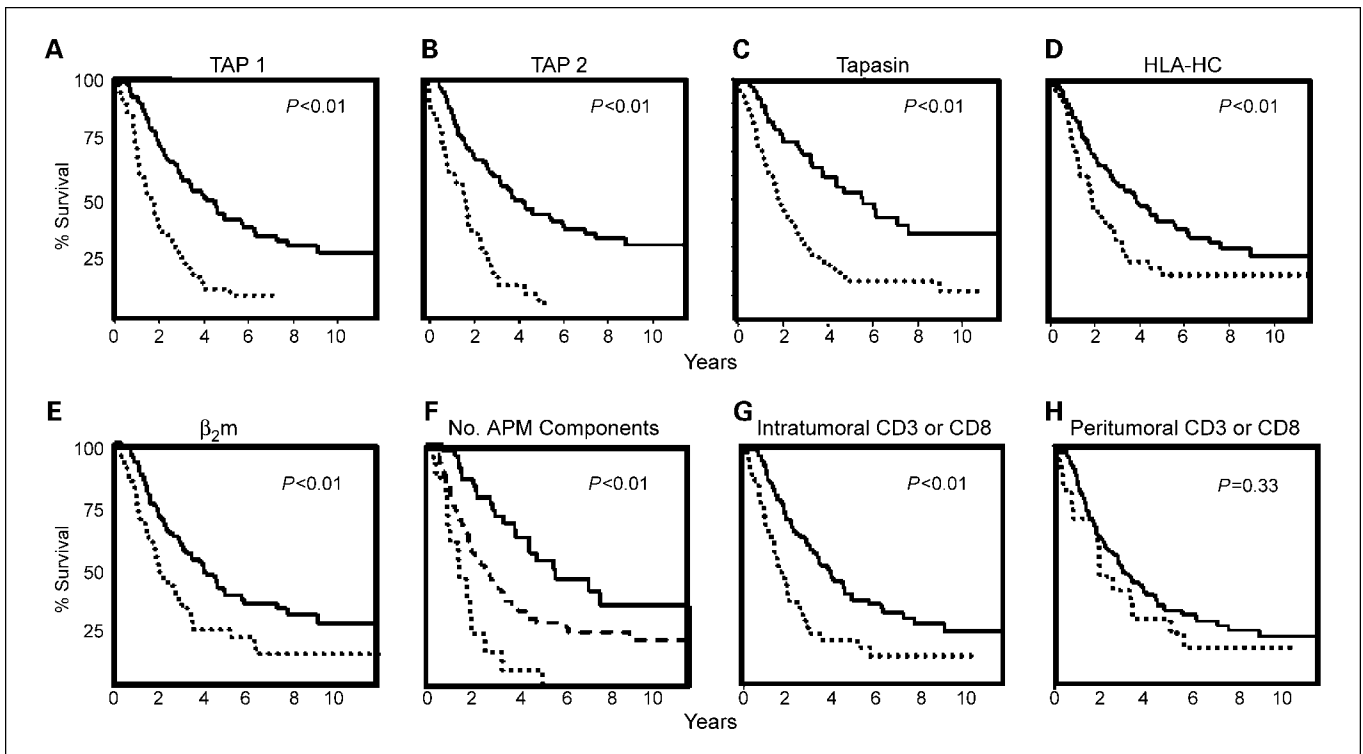 A
TAP 1
B
TAP 2
C
Tapasin
D
HLA-HC
100
75
50
25
% Survival
P<0.01
P<0.01
P<0.01
P<0.01
0 2 4 6 8 10
0 2 4 6 8 10
0 2 4 6 8 10
0 2 4 6 8 10
Years
E
β2m
F
No. APM Components
G
Intratumoral CD3 or CD8
H
Peritumoral CD3 or CD8
100
75
50
25
% Survival
P<0.01
P<0.01
P<0.01
P=0.33
0 2 4 6 8 10
0 2 4 6 8 10
0 2 4 6 8 10
0 2 4 6 8 10
Years